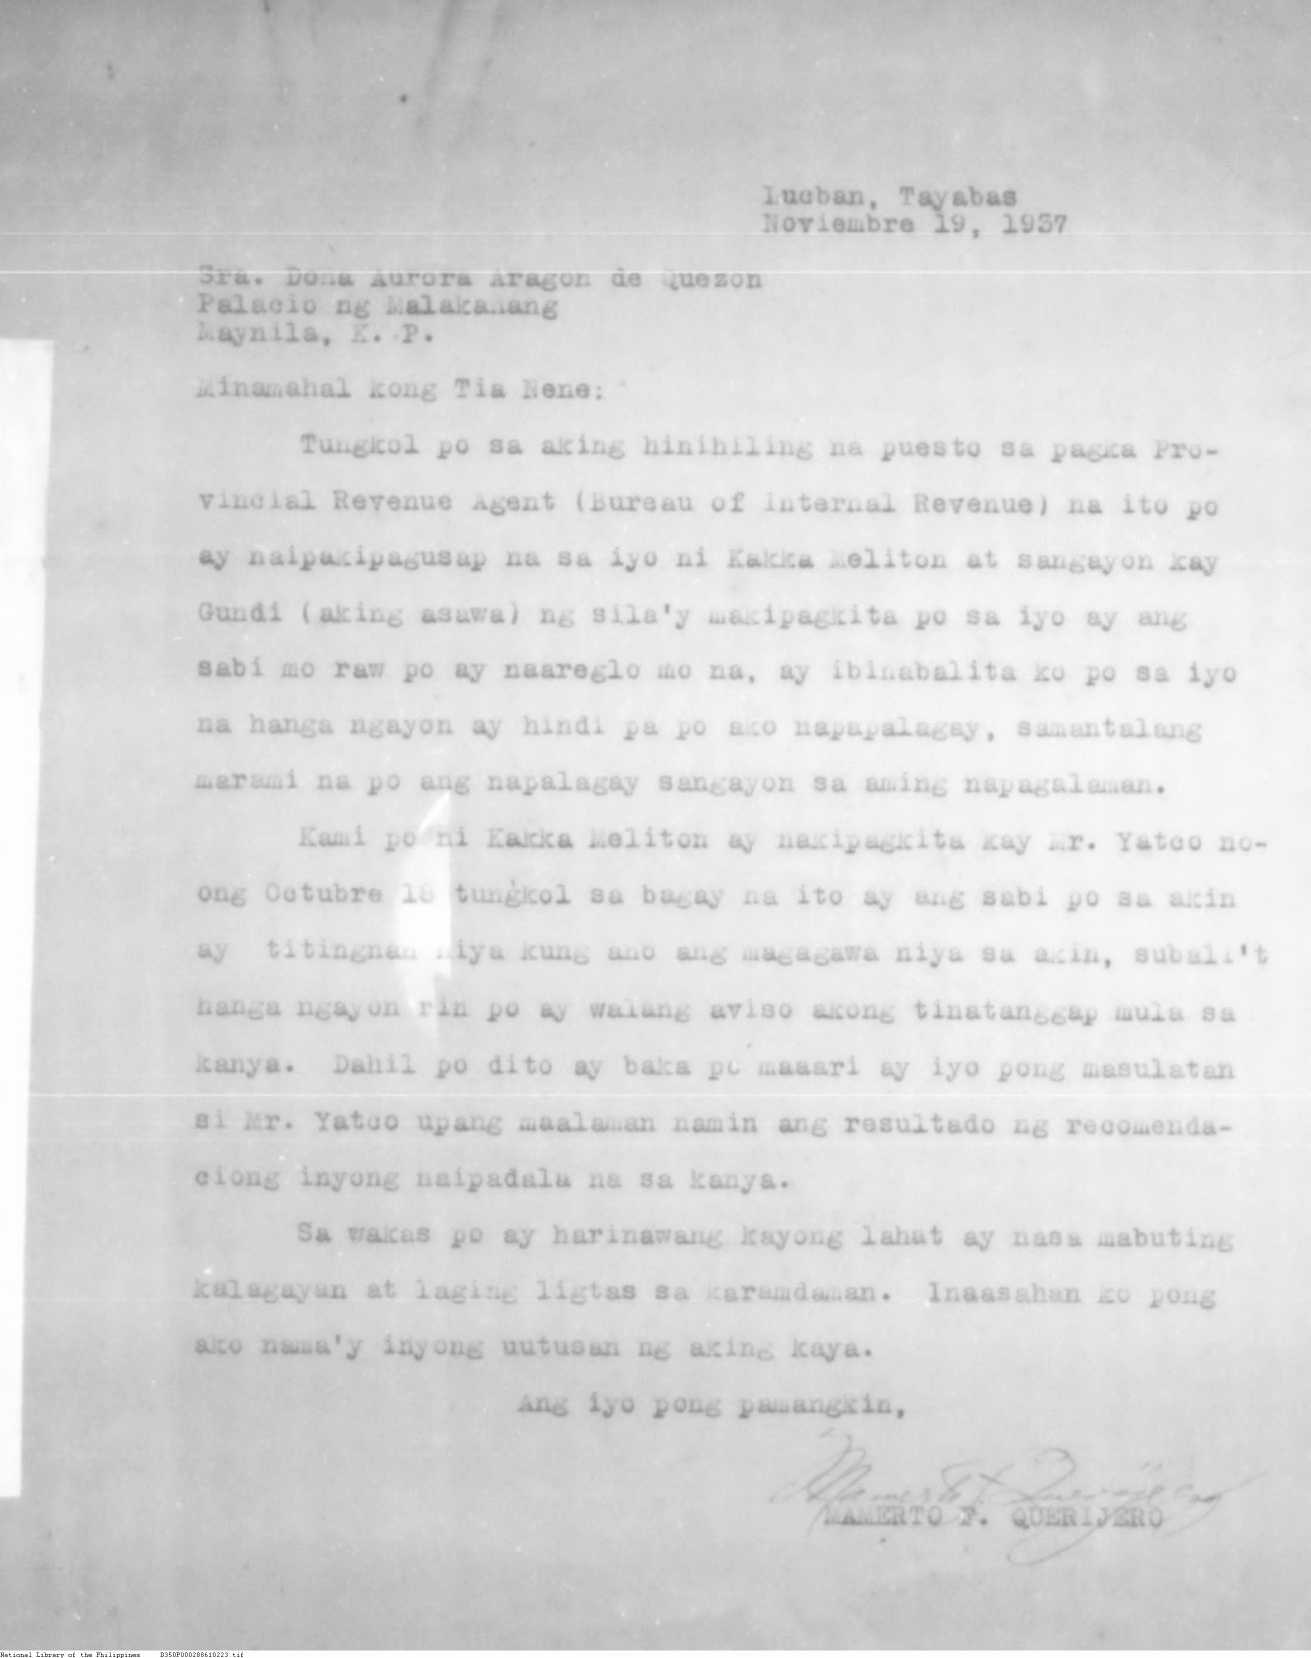 Lucban, Tayabas
Noviembre 19, 1937
Sra. Dona Aurora Aragon de Quezon
Palacio ng Malakanang
Maynila, K. P.
Minamahal kong Tia Nene:
Tungkol po sa aking hinihiling na puesto sa pagka Pro-
vincial Revenue Agent (Bureau of Internal Revenue) na ito po
ay naipakipagusap na sa iyo ni Kakka Meliton at sangayon kay
Gundi (aking asawa) ng sila'y makipagkita po sa iyo ay ang
sabi mo raw po ay naareglo mo na, ay ibinabalita ko po sa iyo
na hanga ngayon ay hindi pa po ako napapalagay, samantalang
marami na po ang napalagay sangayon sa aming napagalaman.
Kami po ni Kakka Meliton ay nakipagkita kay Mr. Yatco no-
ong Octubre 18 tungkol sa bagay na ito ay ang sabi po sa akin
ay titingnan niya kung ano ang magagawa niya sa akin, subali't
hanga ngayon rin po ay walang aviso akong tinatanggap mula sa
kanya. Dahil po dito ay baka po maaari ay iyo pong masulatan
si Mr. Yatco upang maalaman namin ang resultado ng recomenda-
ciong inyong naipadala na sa kanya.
Sa wakas po ay harinawang kayong lahat ay nasa mabuting
kalagayan at laging ligtas sa karamdaman. Inaasahan ko pong
ako nama'y inyong uutusan ng aking kaya.
Ang iyo pong pamangkin,
Mamerto F. Querijero
MAMERTO F. QUERIJERO
National Library of the Philippines B350P000288610223.tif